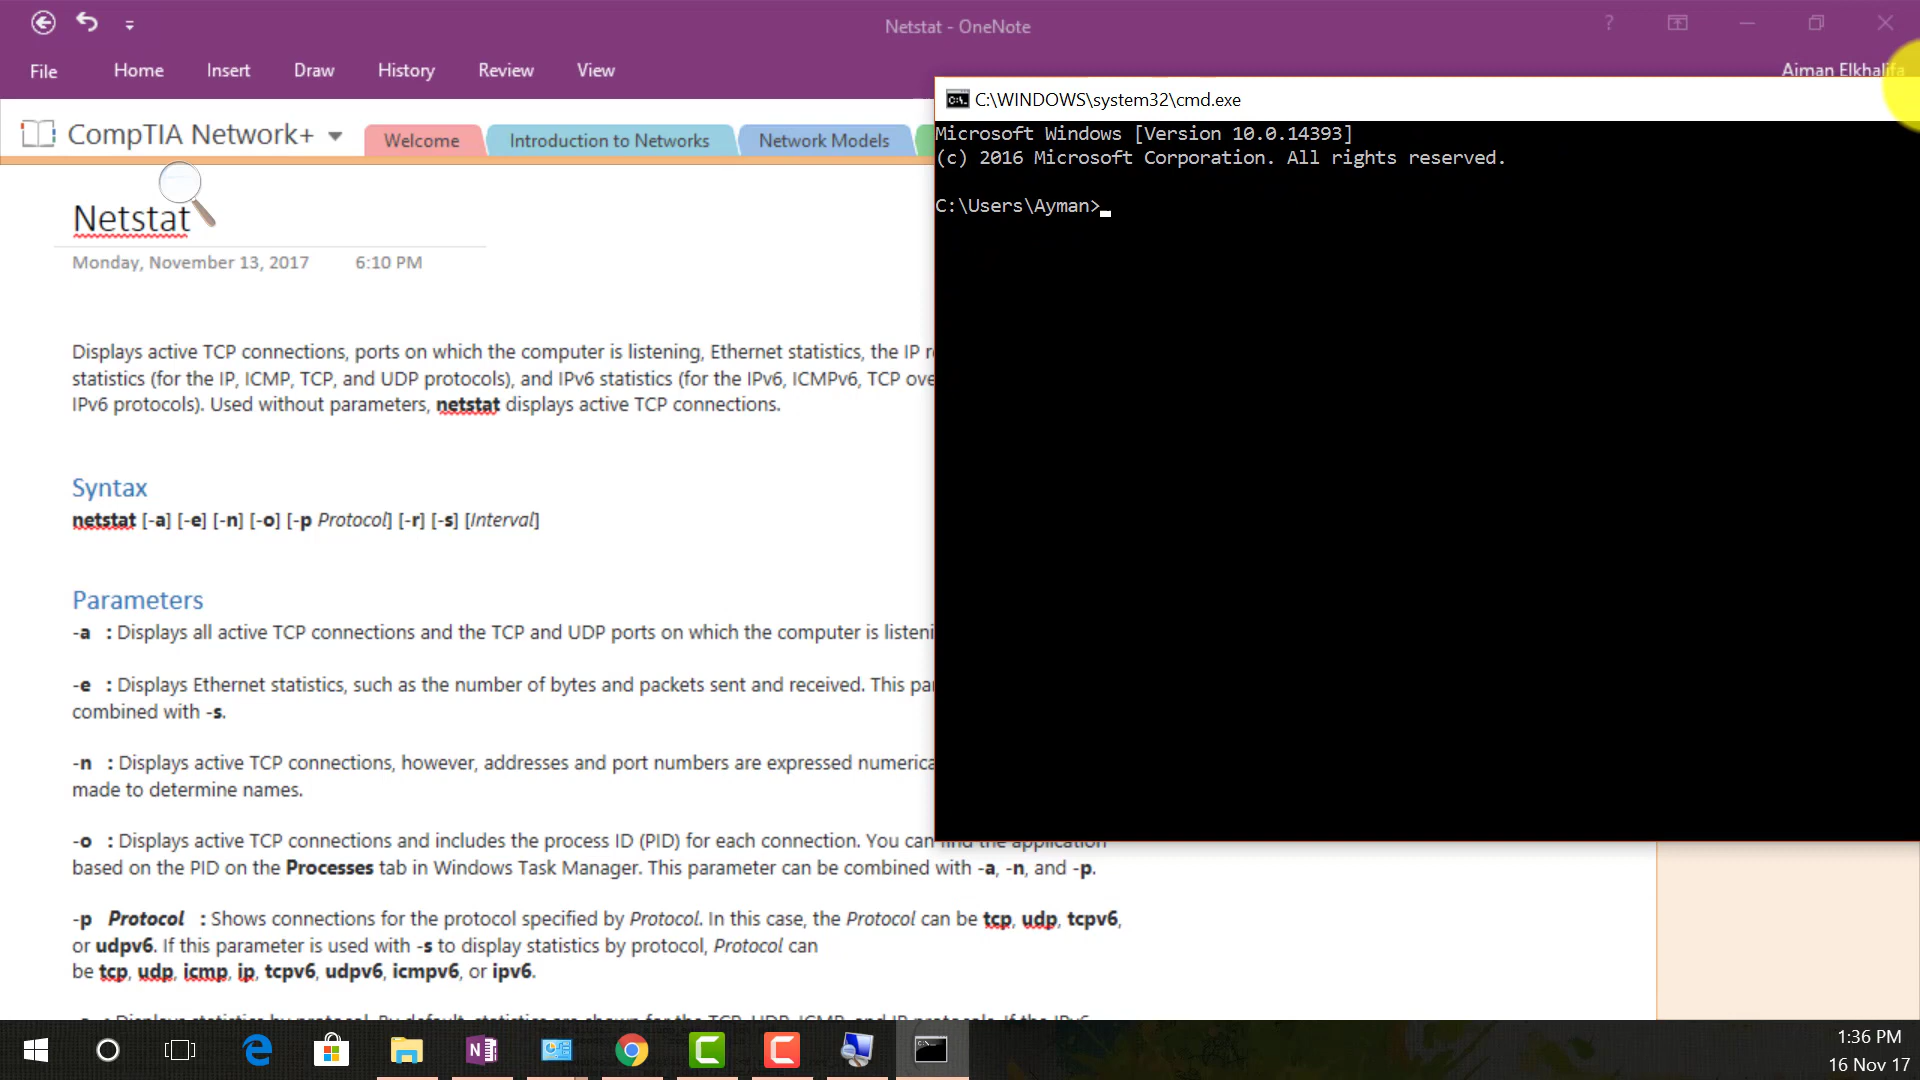 Netstat - OneNote
?
File
Home
Insert
Draw
History
Review
View
Aiman Elkhalifa
CompTIA Network+
Welcome
Introduction to Networks
Network Models
Netstat
Monday, November 13, 2017 6:10 PM
Displays active TCP connections, ports on which the computer is listening, Ethernet statistics, the IP
statistics (for the IP, ICMP, TCP, and UDP protocols), and IPv6 statistics (for the IPv6, ICMPv6, TCP
IPv6 protocols). Used without parameters, netstat displays active TCP connections.
Syntax
netstat [-a] [-e] [-n] [-o] [-p Protocol] [-r] [-s] [Interval]
Parameters
-a : Displays all active TCP connections and the TCP and UDP ports on which the computer is
-e : Displays Ethernet statistics, such as the number of bytes and packets sent and received. This
combined with -s.
-n : Displays active TCP connections, however, addresses and port numbers are expressed
made to determine names.
-o : Displays active TCP connections and includes the process ID (PID) for each connection. You can find the application
based on the PID on the Processes tab in Windows Task Manager. This parameter can be combined with -a, -n, and -p.
-p Protocol : Shows connections for the protocol specified by Protocol. In this case, the Protocol can be tcp, udp, tcpv6,
or udpv6. If this parameter is used with -s to display statistics by protocol, Protocol can
be tcp, udp, icmp, ip, tcpv6, udpv6, icmpv6, or ipv6.
C:\WINDOWS\system32\cmd.exe
Microsoft Windows [Version 10.0.14393]
(c) 2016 Microsoft Corporation. All rights reserved.
C:\Users\Ayman>
1:36 PM
16 Nov 17